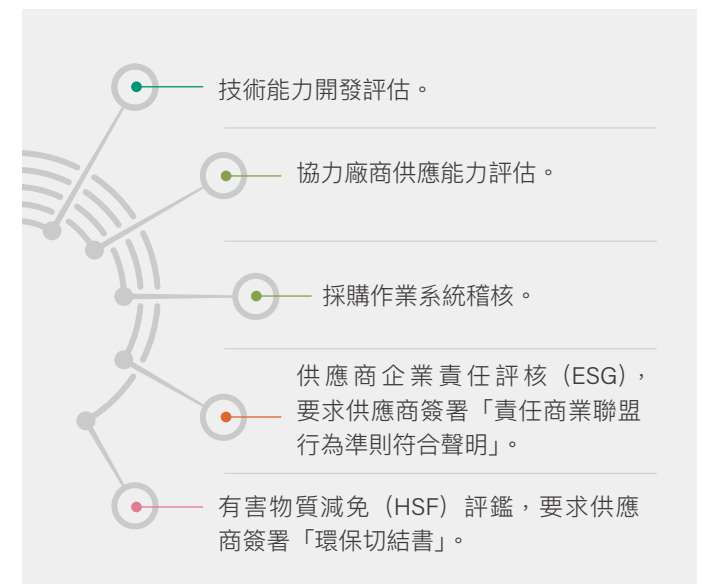 技術能力開發評估。
協力廠商供應能力評估。
採購作業系統稽核。
供應商企業責任評核（ESG），
要求供應商簽署「責任商業聯盟
行為準則符合聲明」。
有害物質減免（HSF）評鑑，要求供應
商簽署「環保切結書」。